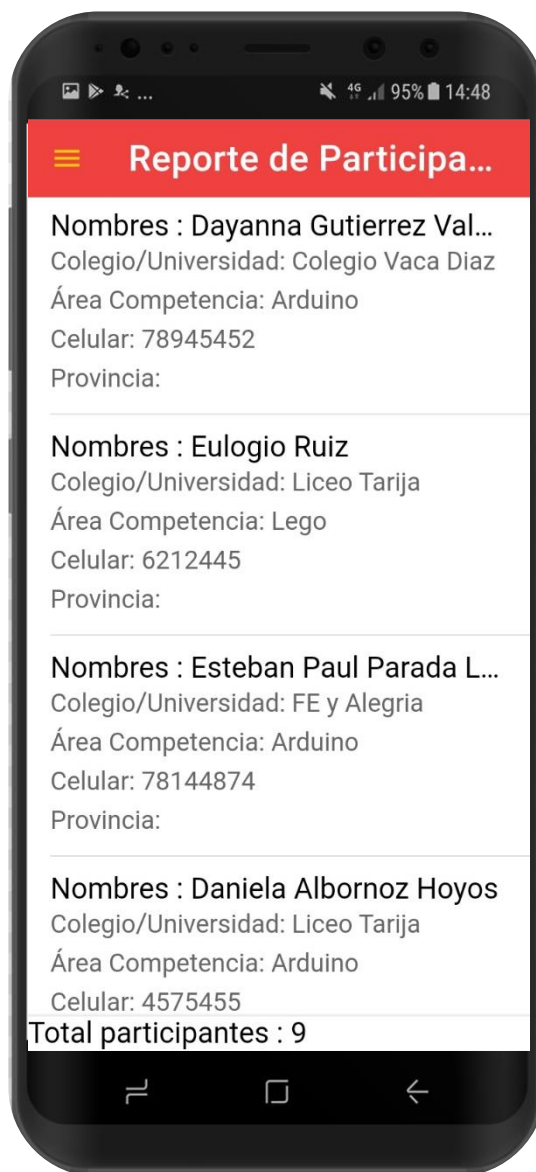 ... 4G 95% 14:48
Reporte de Participa...
Nombres : Dayanna Gutierrez Val...
Colegio/Universidad: Colegio Vaca Diaz
Área Competencia: Arduino
Celular: 78945452
Provincia:
Nombres : Eulogio Ruiz
Colegio/Universidad: Liceo Tarija
Área Competencia: Lego
Celular: 6212445
Provincia:
Nombres : Esteban Paul Parada L...
Colegio/Universidad: FE y Alegria
Área Competencia: Arduino
Celular: 78144874
Provincia:
Nombres : Daniela Albornoz Hoyos
Colegio/Universidad: Liceo Tarija
Área Competencia: Arduino
Celular: 4575455
Total participantes : 9